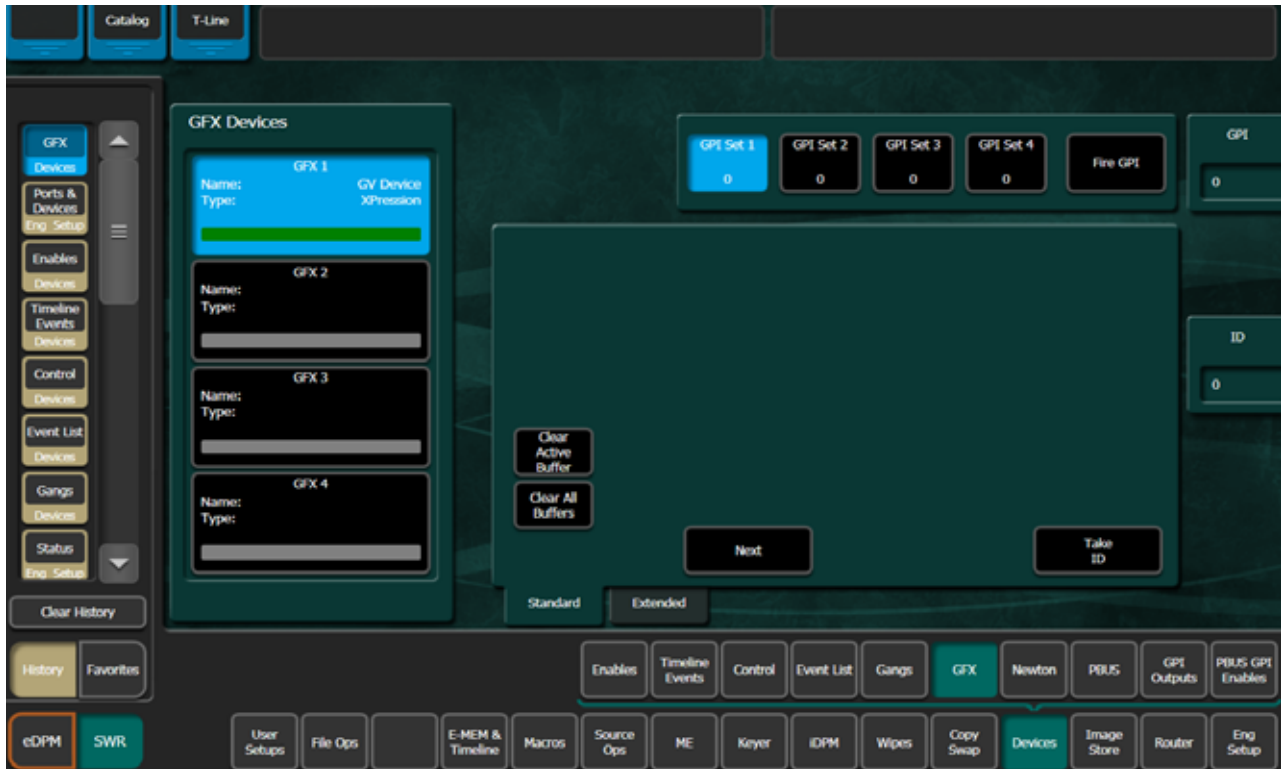 Catalog
T-Line
GFX
Devices
Ports &
Devices
Eng Setup
Enables
Devices
Timeline
Events
Devices
Control
Devices
Event List
Devices
Gangs
Devices
Status
Eng Setup
Clear History
History
Favorites
eDPM
SWR
GFX Devices
GFX 1
Name: GV Device
Type: XPression
GFX 2
Name:
Type:
GFX 3
Name:
Type:
GFX 4
Name:
Type:
GPI Set 1
0
GPI Set 2
0
GPI Set 3
0
GPI Set 4
0
Fire GPI
GPI
0
ID
0
Clear
Active
Buffer
Clear All
Buffers
Next
Take
ID
Standard
Extended
Enables
Timeline
Events
Control
Event List
Gangs
GFX
Newton
PBUS
GPI
Outputs
PBUS GPI
Enables
User
Setups
File Ops
E-MEM &
Timeline
Macros
Source
Ops
ME
Keyer
iDPM
Wipes
Copy
Swap
Devices
Image
Store
Router
Eng
Setup